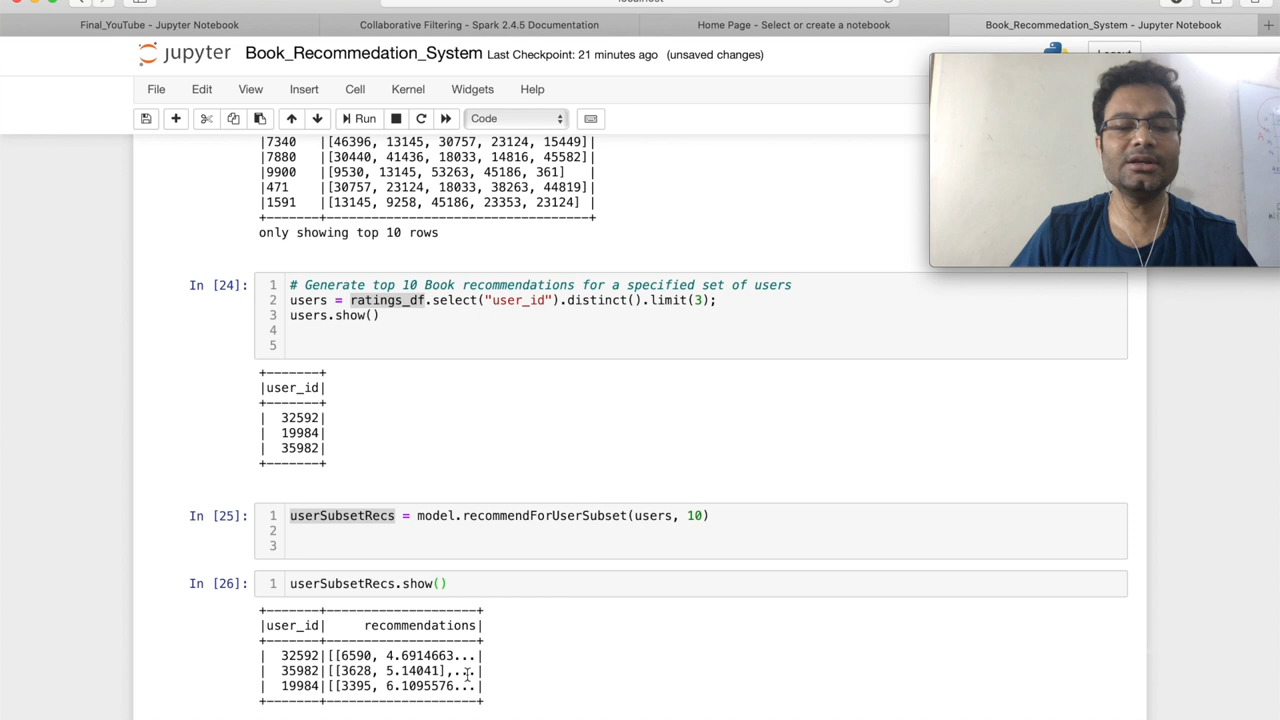 localhost
Final_YouTube - Jupyter Notebook
Collaborative Filtering - Spark 2.4.5 Documentation
Home Page - Select or create a notebook
Book_Recommedation_System - Jupyter Notebook
jupyter Book_Recommedation_System Last Checkpoint: 21 minutes ago (unsaved changes)
Logout
File Edit View Insert Cell Kernel Widgets Help
Run Code
|7340 |[46396, 13145, 30757, 23124, 15449]|
|7880 |[30440, 41436, 18033, 14816, 45582]|
|9900 |[9530, 13145, 53263, 45186, 361] |
|471 |[30757, 23124, 18033, 38263, 44819]|
|1591 |[13145, 9258, 45186, 23353, 23124] |
+-------+-----------------------------------+
only showing top 10 rows
In [24]:
1 # Generate top 10 Book recommendations for a specified set of users
2 users = ratings_df.select("user_id").distinct().limit(3);
3 users.show()
4
5
+-------+
|user_id|
+-------+
| 32592|
| 19984|
| 35982|
+-------+
In [25]:
1 userSubsetRecs = model.recommendForUserSubset(users, 10)
2
3
In [26]:
1 userSubsetRecs.show()
+-------+--------------------+
|user_id| recommendations|
+-------+--------------------+
| 32592|[[6590, 4.6914663...|
| 35982|[[3628, 5.14041],...|
| 19984|[[3395, 6.1095576...|
+-------+--------------------+